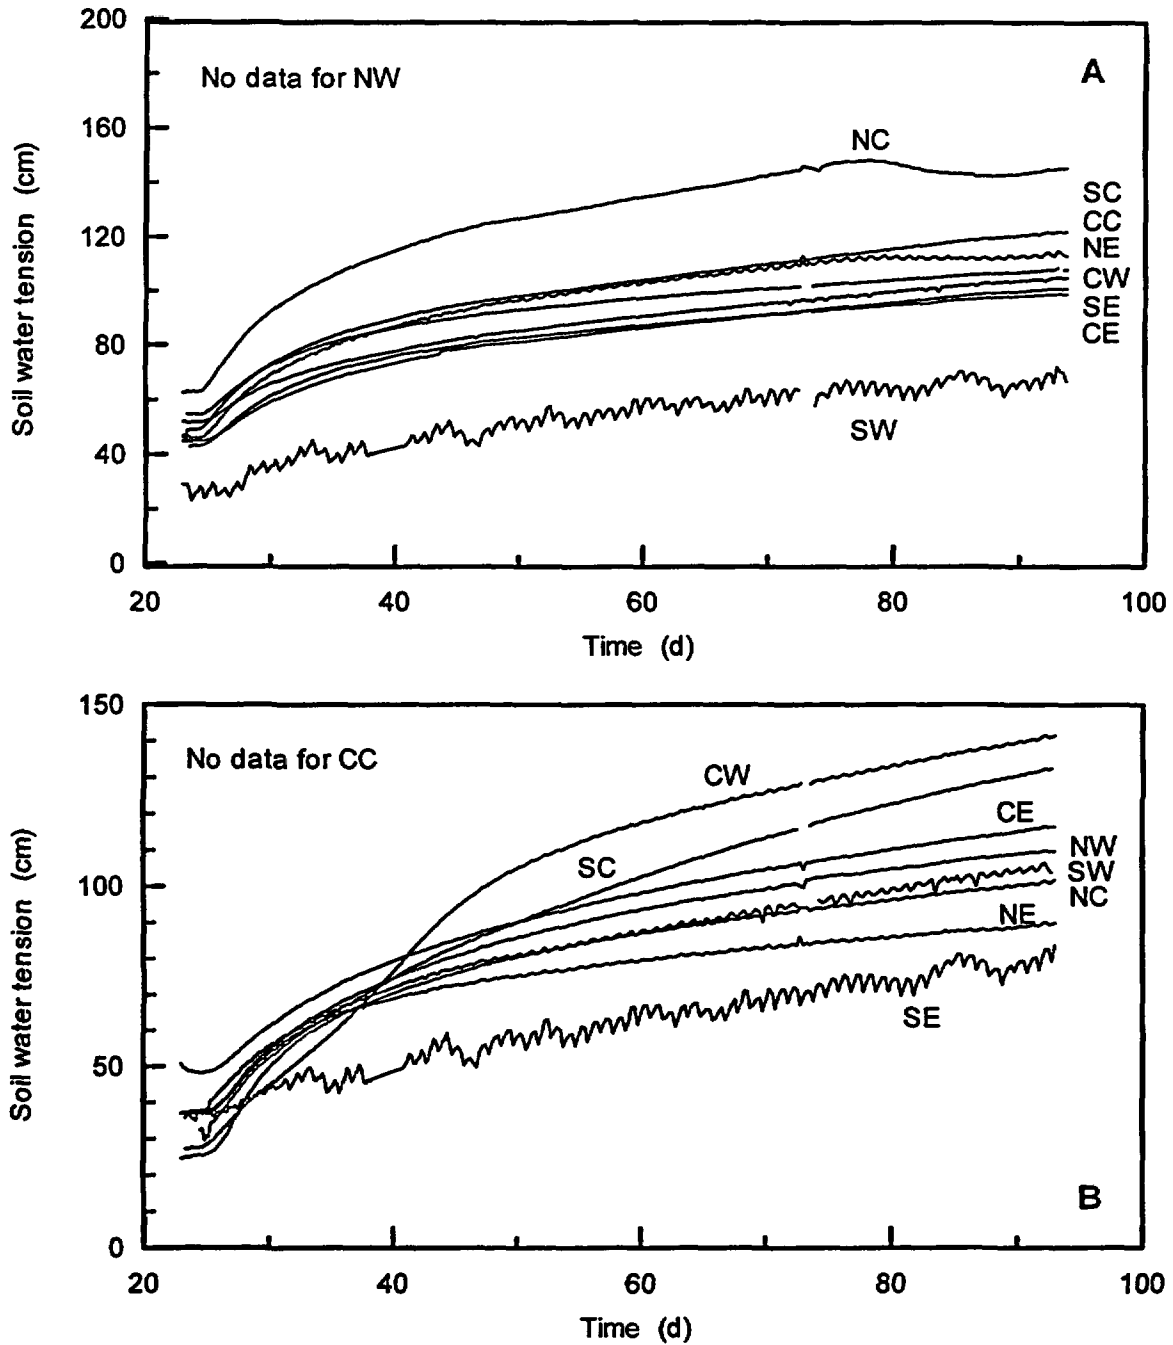 200
No data for NW
A
160
NC
SC
CC
120
NE
CW
SE
80
CE
SW
40
0
20 40 60 80 100
Time (d)
Soil water tension (cm)
150
No data for CC
CW
CE
SC
NW
100
SW
NC
NE
50
SE
B
0
20 40 60 80 100
Time (d)
Soil water tension (cm)